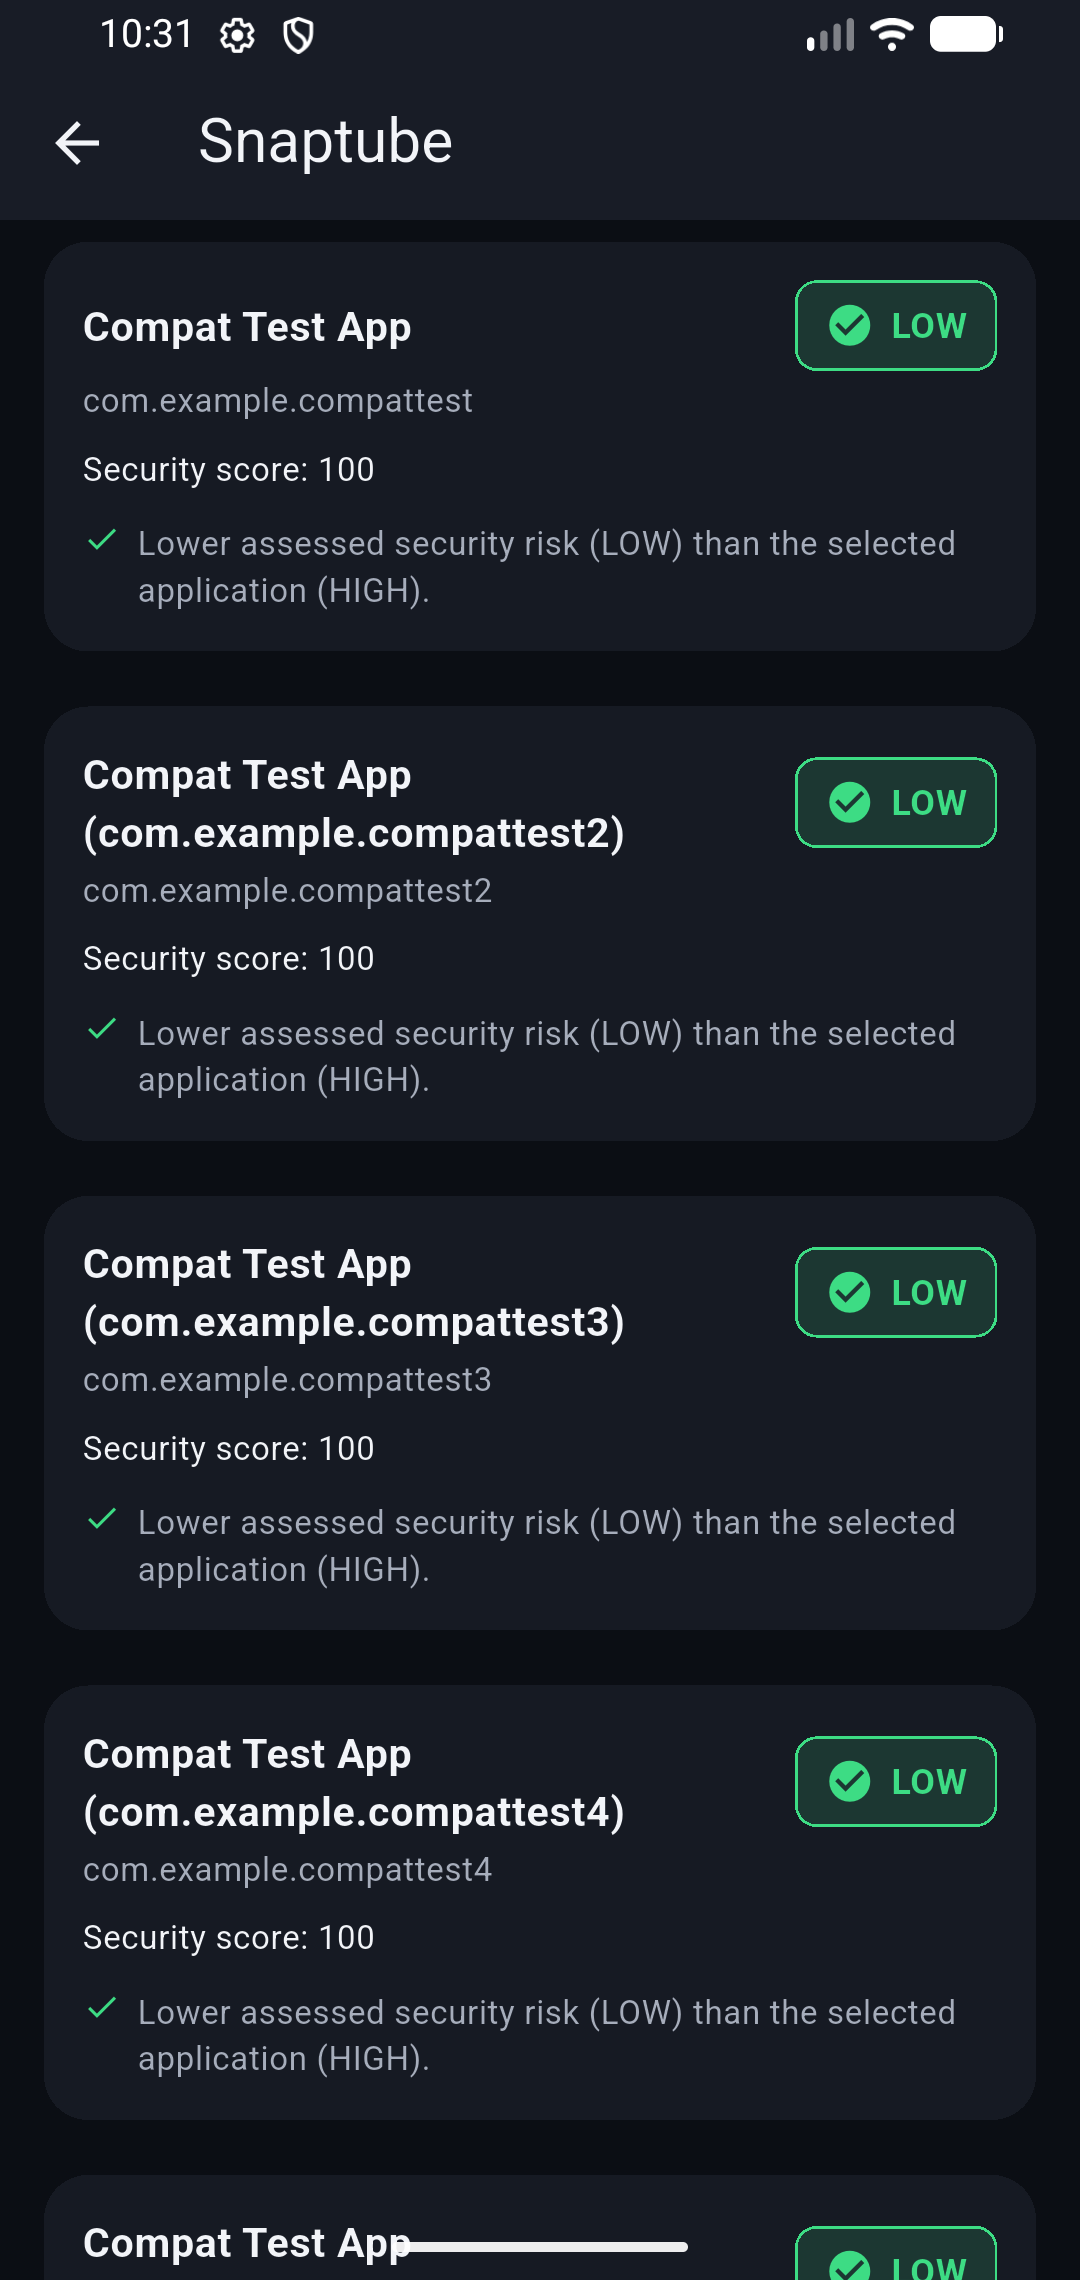 10:31
Snaptube
Compat Test App
LOW
com.example.compattest
Security score: 100
Lower assessed security risk (LOW) than the selected
application (HIGH).
Compat Test App
(com.example.compattest2)
LOW
com.example.compattest2
Security score: 100
Lower assessed security risk (LOW) than the selected
application (HIGH).
Compat Test App
(com.example.compattest3)
LOW
com.example.compattest3
Security score: 100
Lower assessed security risk (LOW) than the selected
application (HIGH).
Compat Test App
(com.example.compattest4)
LOW
com.example.compattest4
Security score: 100
Lower assessed security risk (LOW) than the selected
application (HIGH).
Compat Test App
LOW